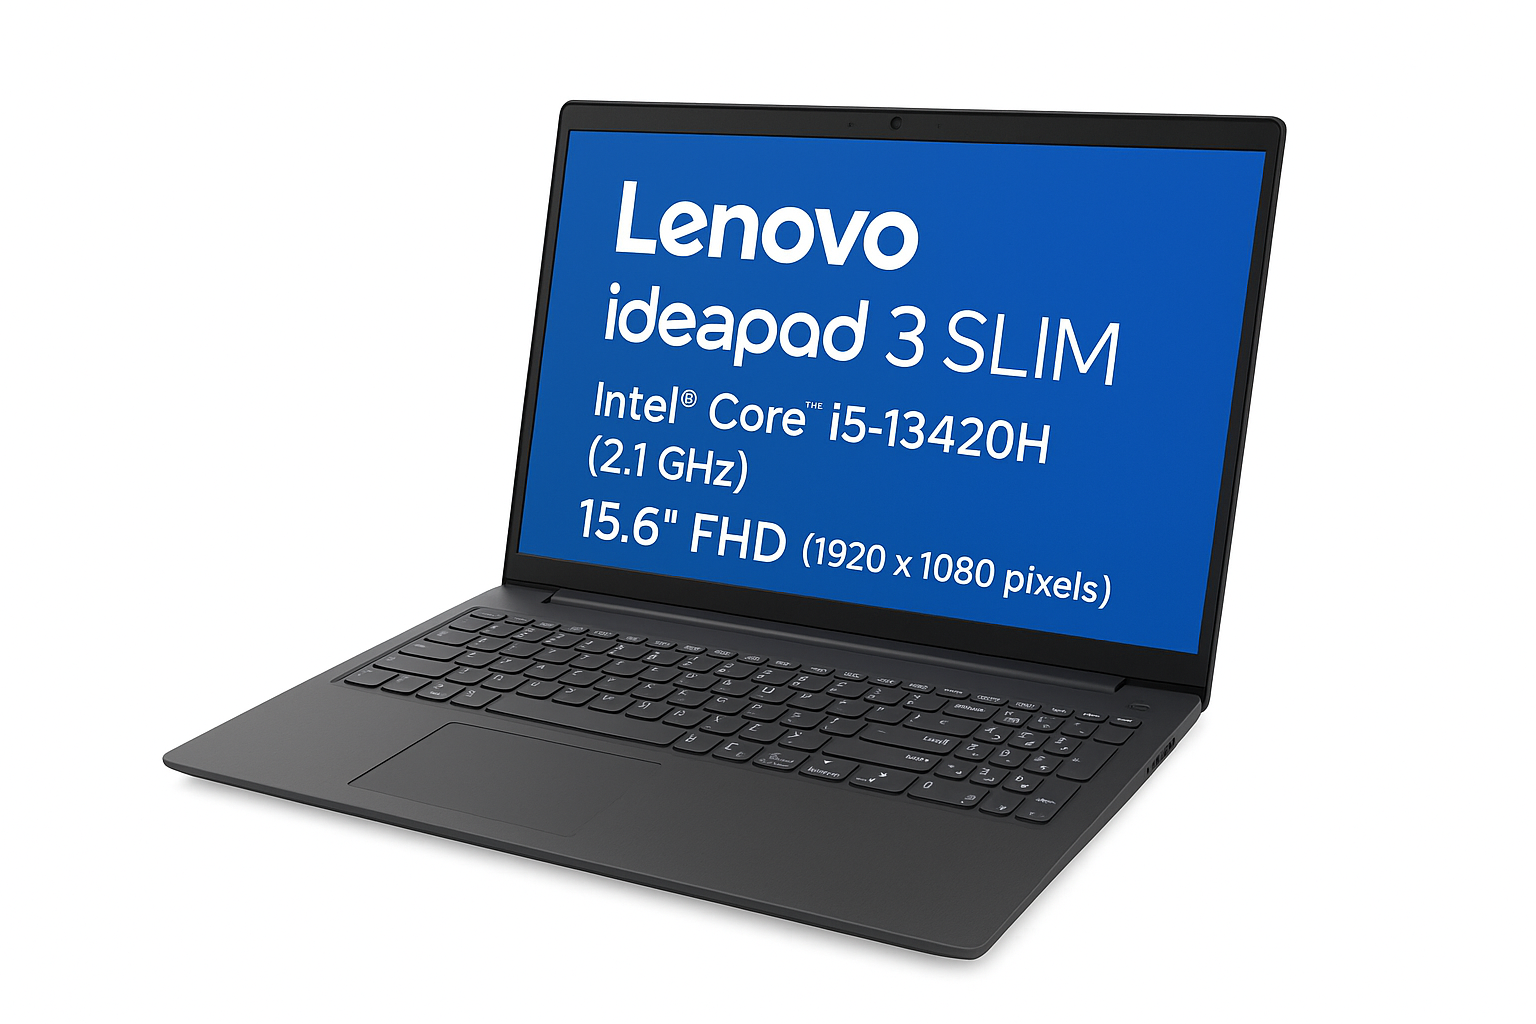 Lenovo
ideapad 3 SLIM
Intel® Core™ i5-13420H
(2.1 GHz)
15.6" FHD (1920 x 1080 pixels)